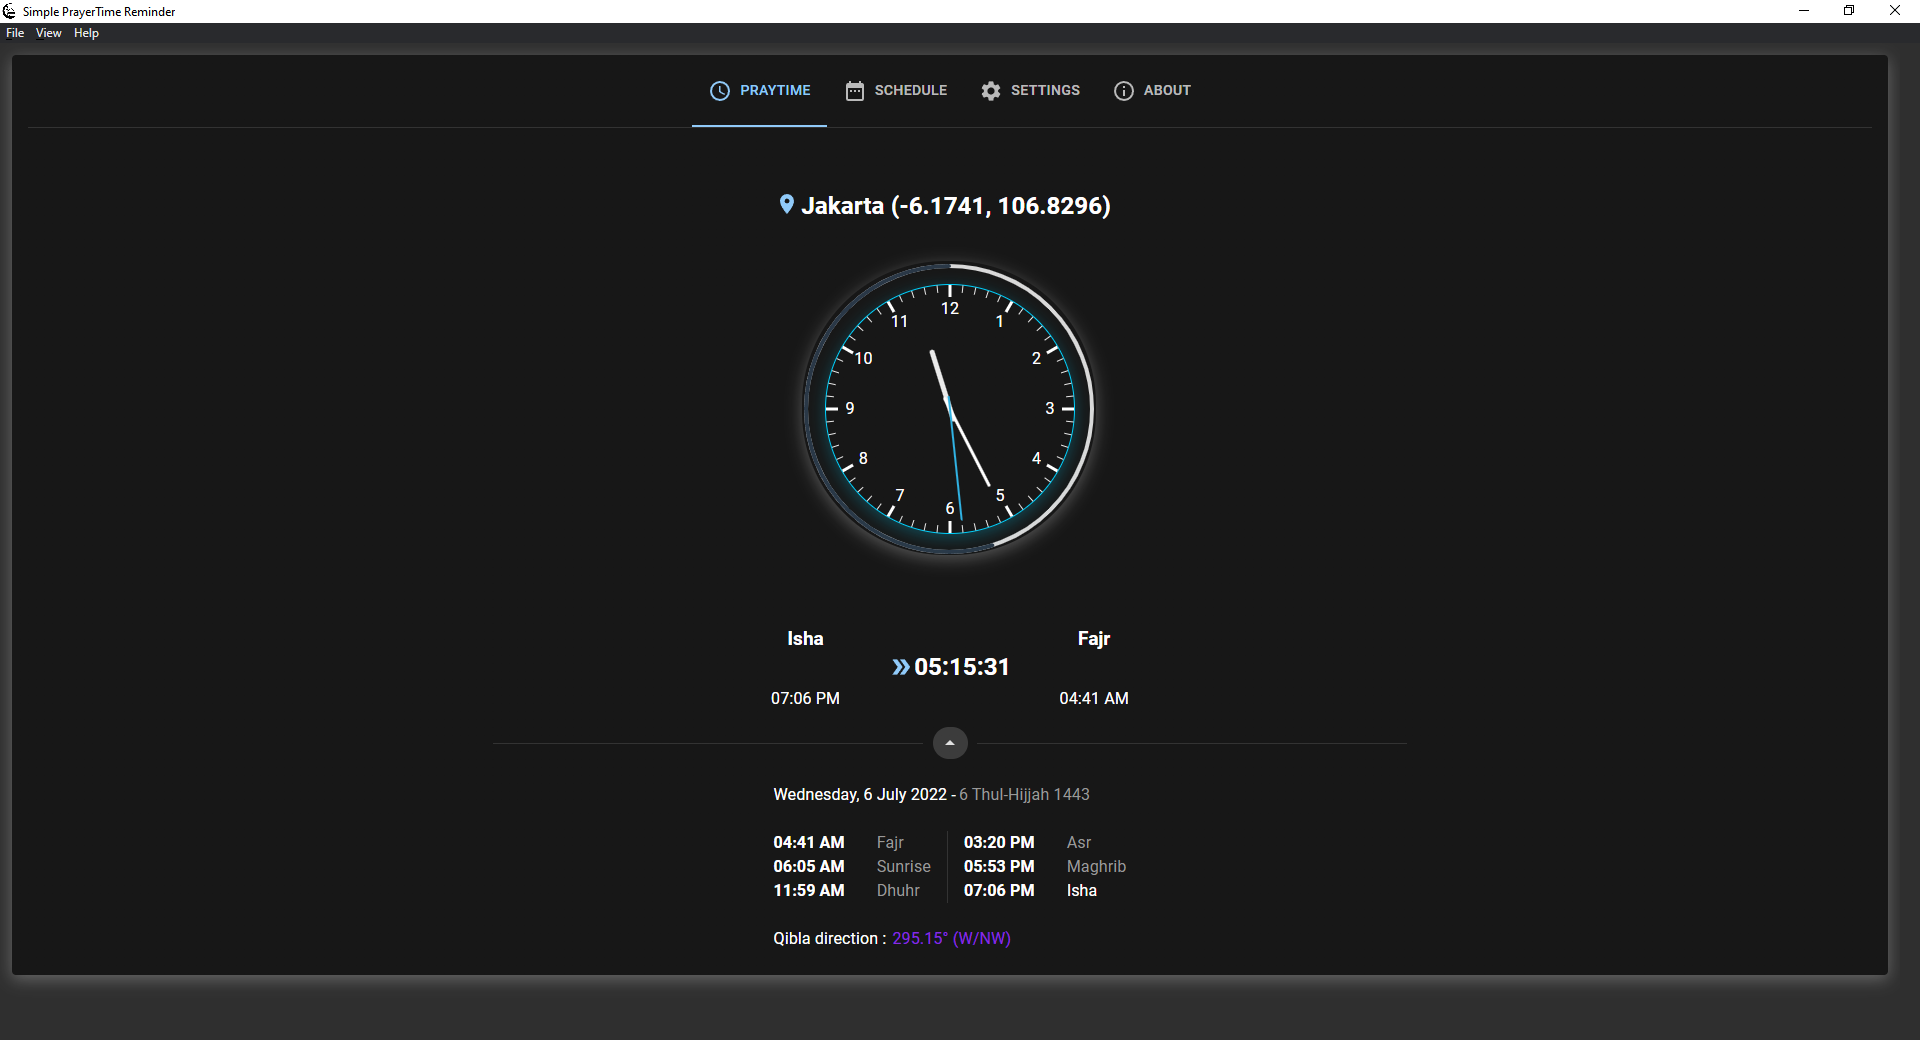 Simple PrayerTime Reminder
File View Help
PRAYTIME SCHEDULE SETTINGS ABOUT
Jakarta (-6.1741, 106.8296)
12
11 1
10 2
9 3
8 4
7 5
6
Isha Fajr
05:15:31
07:06 PM 04:41 AM
Wednesday, 6 July 2022 - 6 Thul-Hijjah 1443
04:41 AM Fajr 03:20 PM Asr
06:05 AM Sunrise 05:53 PM Maghrib
11:59 AM Dhuhr 07:06 PM Isha
Qibla direction : 295.15° (W/NW)